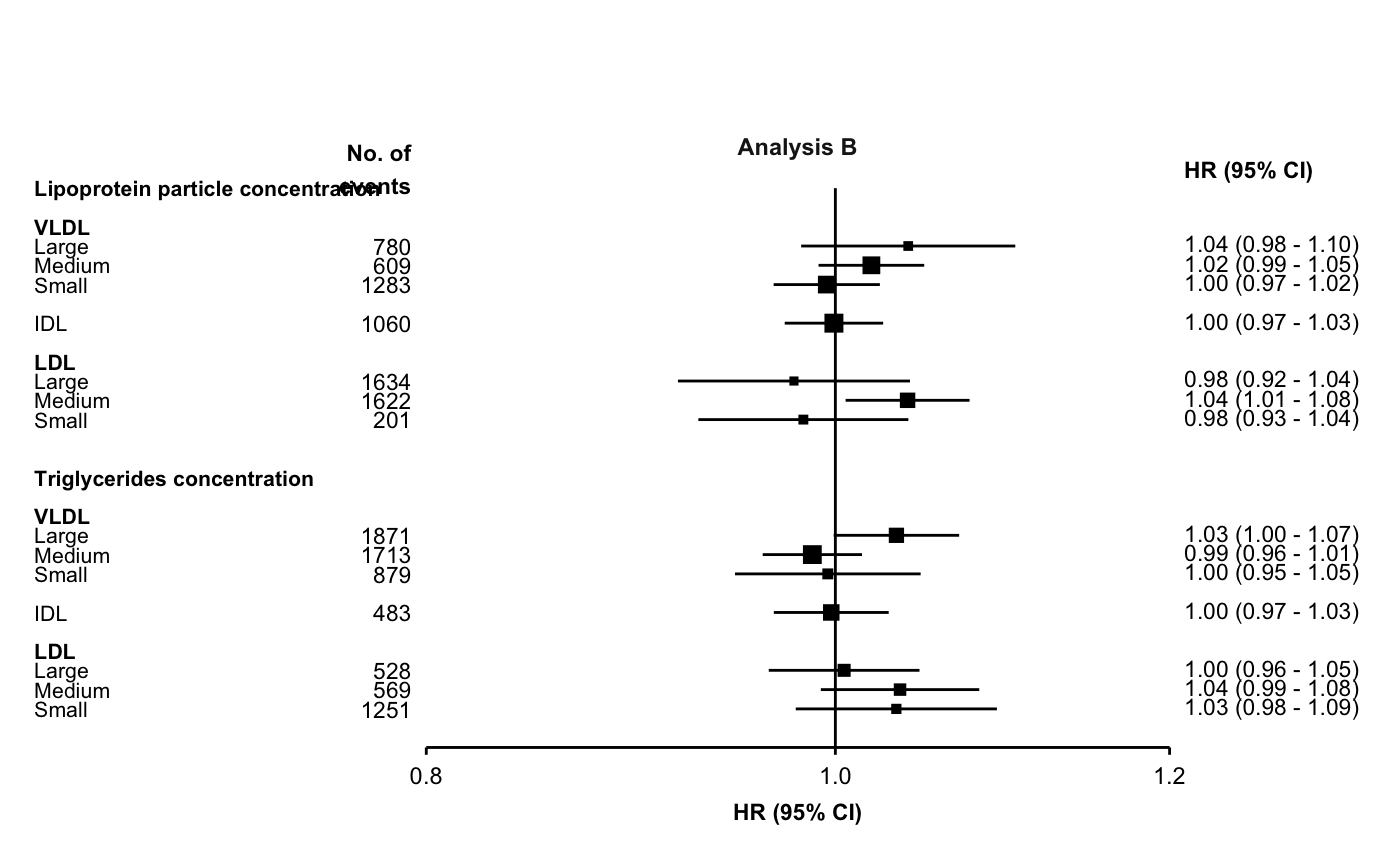 No. of
events
Analysis B
HR (95% CI)
Lipoprotein particle concentration
VLDL
Large 780 1.04 (0.98 - 1.10)
Medium 609 1.02 (0.99 - 1.05)
Small 1283 1.00 (0.97 - 1.02)
IDL 1060 1.00 (0.97 - 1.03)
LDL
Large 1634 0.98 (0.92 - 1.04)
Medium 1622 1.04 (1.01 - 1.08)
Small 201 0.98 (0.93 - 1.04)
Triglycerides concentration
VLDL
Large 1871 1.03 (1.00 - 1.07)
Medium 1713 0.99 (0.96 - 1.01)
Small 879 1.00 (0.95 - 1.05)
IDL 483 1.00 (0.97 - 1.03)
LDL
Large 528 1.00 (0.96 - 1.05)
Medium 569 1.04 (0.99 - 1.08)
Small 1251 1.03 (0.98 - 1.09)
0.8 1.0 1.2
HR (95% CI)